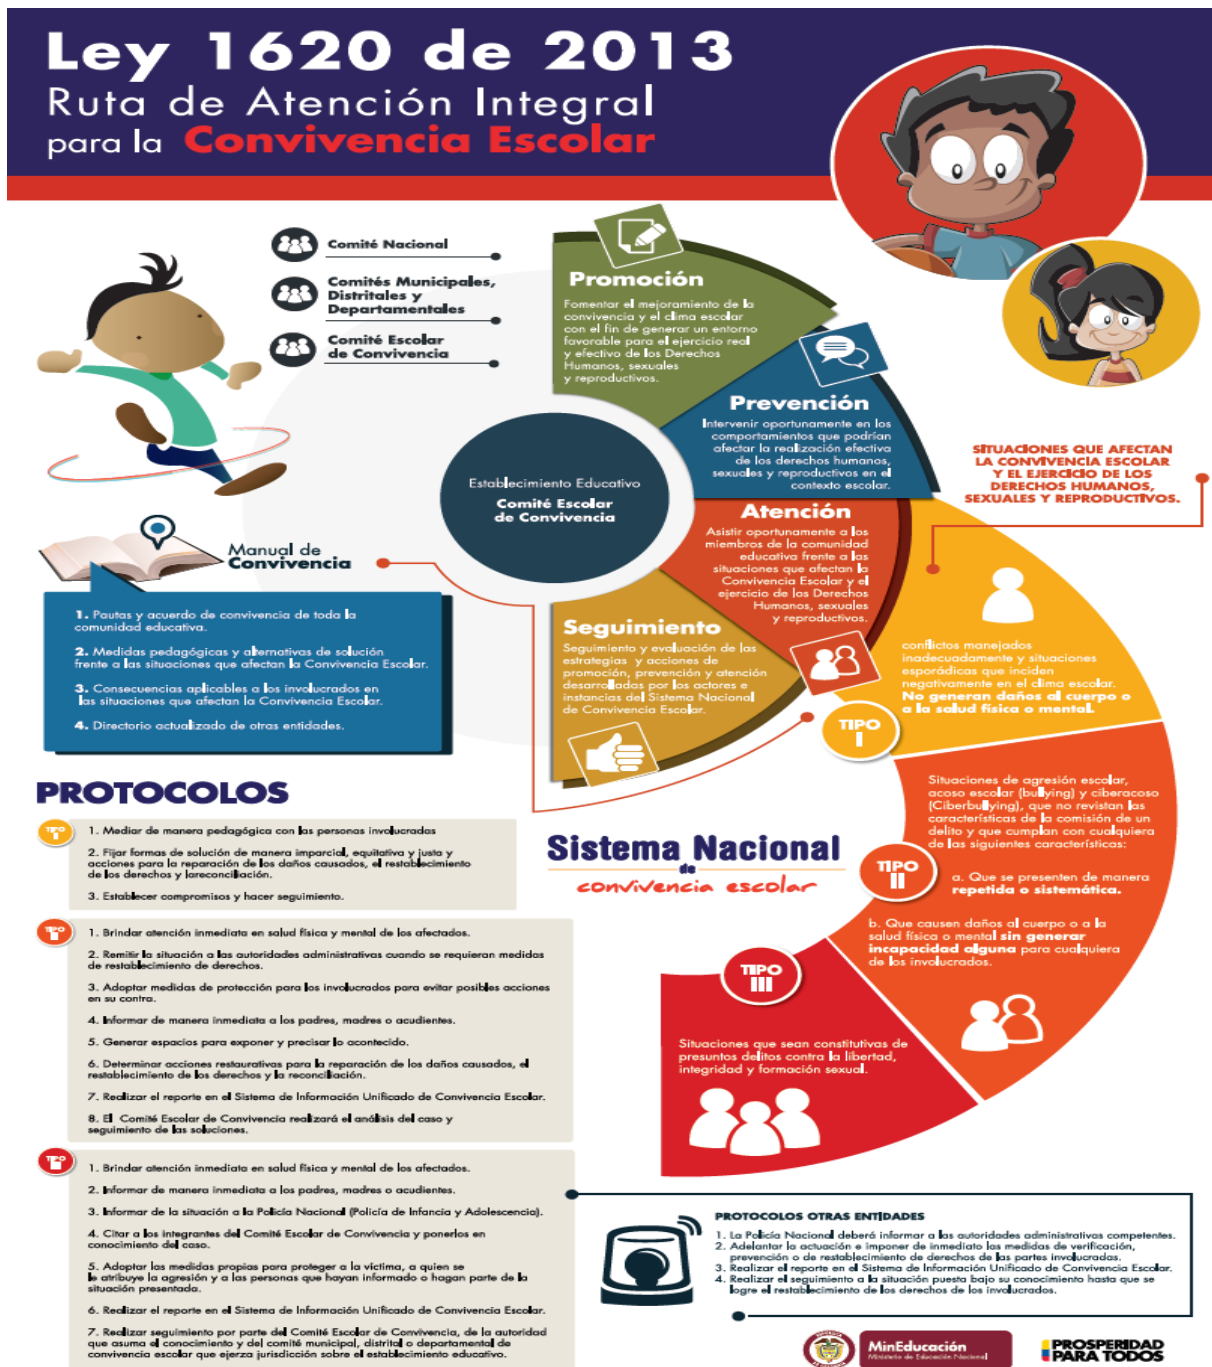 Ley 1620 de 2013
Ruta de Atención Integral
para la Convivencia Escolar
Comité Nacional
Comités Municipales,
Distritales y
Departamentales
Comité Escolar
de Convivencia
Promoción
Fomentar el mejoramiento de la
convivencia y el clima escolar
con el fin de generar un entorno
favorable para el ejercicio real
y efectivo de los Derechos
Humanos, sexuales
y reproductivos.
Prevención
Intervenir oportunamente en los
comportamientos que podrían
afectar la realización efectiva
de los derechos humanos,
sexuales y reproductivos en el
contexto escolar.
Establecimiento Educativo
Comité Escolar
de Convivencia
Atención
Asistir oportunamente a los
miembros de la comunidad
educativa frente a las
situaciones que afectan la
Convivencia Escolar y el
ejercicio de los Derechos
Humanos, sexuales
y reproductivos.
Seguimiento
Seguimiento y evaluación de las
estrategias y acciones de
promoción, prevención y atención
desarrolladas por los actores e
instancias del Sistema Nacional
de Convivencia Escolar.
SITUACIONES QUE AFECTAN
LA CONVIVENCIA ESCOLAR
Y EL EJERCICIO DE LOS
DERECHOS HUMANOS,
SEXUALES Y REPRODUCTIVOS.
Manual de
Convivencia
1. Pautas y acuerdo de convivencia de toda la
comunidad educativa.
2. Medidas pedagógicas y alternativas de solución
frente a las situaciones que afectan la Convivencia Escolar.
3. Consecuencias aplicables a los involucrados en
las situaciones que afectan la Convivencia Escolar.
4. Directorio actualizado de otras entidades.
conflictos manejados
inadecuadamente y situaciones
esporádicas que inciden
negativamente en el clima escolar.
No generan daños al cuerpo o
a la salud física o mental.
TIPO
I
Situaciones de agresión escolar,
acoso escolar (bullying) y ciberacoso
(Ciberbullying), que no revistan las
características de la comisión de un
delito y que cumplan con cualquiera
de las siguientes características:
TIPO
II
a. Que se presenten de manera
repetida o sistemática.
b. Que causen daños al cuerpo o a la
salud física o mental sin generar
incapacidad alguna para cualquiera
de los involucrados.
TIPO
III
Situaciones que sean constitutivas de
presuntos delitos contra la libertad,
integridad y formación sexual.
Sistema Nacional
de
convivencia escolar
PROTOCOLOS
TIPO
I
1. Mediar de manera pedagógica con las personas involucradas
2. Fijar formas de solución de manera imparcial, equitativa y justa y
acciones para la reparación de los daños causados, el restablecimiento
de los derechos y lareconciliación.
3. Establecer compromisos y hacer seguimiento.
TIPO
II
1. Brindar atención inmediata en salud física y mental de los afectados.
2. Remitir la situación a las autoridades administrativas cuando se requieran medidas
de restablecimiento de derechos.
3. Adoptar medidas de protección para los involucrados para evitar posibles acciones
en su contra.
4. Informar de manera inmediata a los padres, madres o acudientes.
5. Generar espacios para exponer y precisar lo acontecido.
6. Determinar acciones restaurativas para la reparación de los daños causados, el
restablecimiento de los derechos y la reconciliación.
7. Realizar el reporte en el Sistema de Información Unificado de Convivencia Escolar.
8. El Comité Escolar de Convivencia realizará el análisis del caso y
seguimiento de las soluciones.
TIPO
III
1. Brindar atención inmediata en salud física y mental de los afectados.
2. Informar de manera inmediata a los padres, madres o acudientes.
3. Informar de la situación a la Policía Nacional (Policía de Infancia y Adolescencia).
4. Citar a los integrantes del Comité Escolar de Convivencia y ponerlos en
conocimiento del caso.
5. Adoptar las medidas propias para proteger a la víctima, a quien se
le atribuye la agresión y a las personas que hayan informado o hagan parte de la
situación presentada.
6. Realizar el reporte en el Sistema de Información Unificado de Convivencia Escolar.
7. Realizar seguimiento por parte del Comité Escolar de Convivencia, de la autoridad
que asuma el conocimiento y del comité municipal, distrital o departamental de
convivencia escolar que ejerza jurisdicción sobre el establecimiento educativo.
PROTOCOLOS OTRAS ENTIDADES
1. La Policía Nacional deberá informar a las autoridades administrativas competentes.
2. Adelantar la actuación e imponer de inmediato las medidas de verificación,
prevención o de restablecimiento de derechos de las partes involucradas.
3. Realizar el reporte en el Sistema de Información Unificado de Convivencia Escolar.
4. Realizar el seguimiento a la situación puesta bajo su conocimiento hasta que se
logre el restablecimiento de los derechos de los involucrados.
MinEducación
Ministerio de Educación Nacional
PROSPERIDAD
PARA TODOS